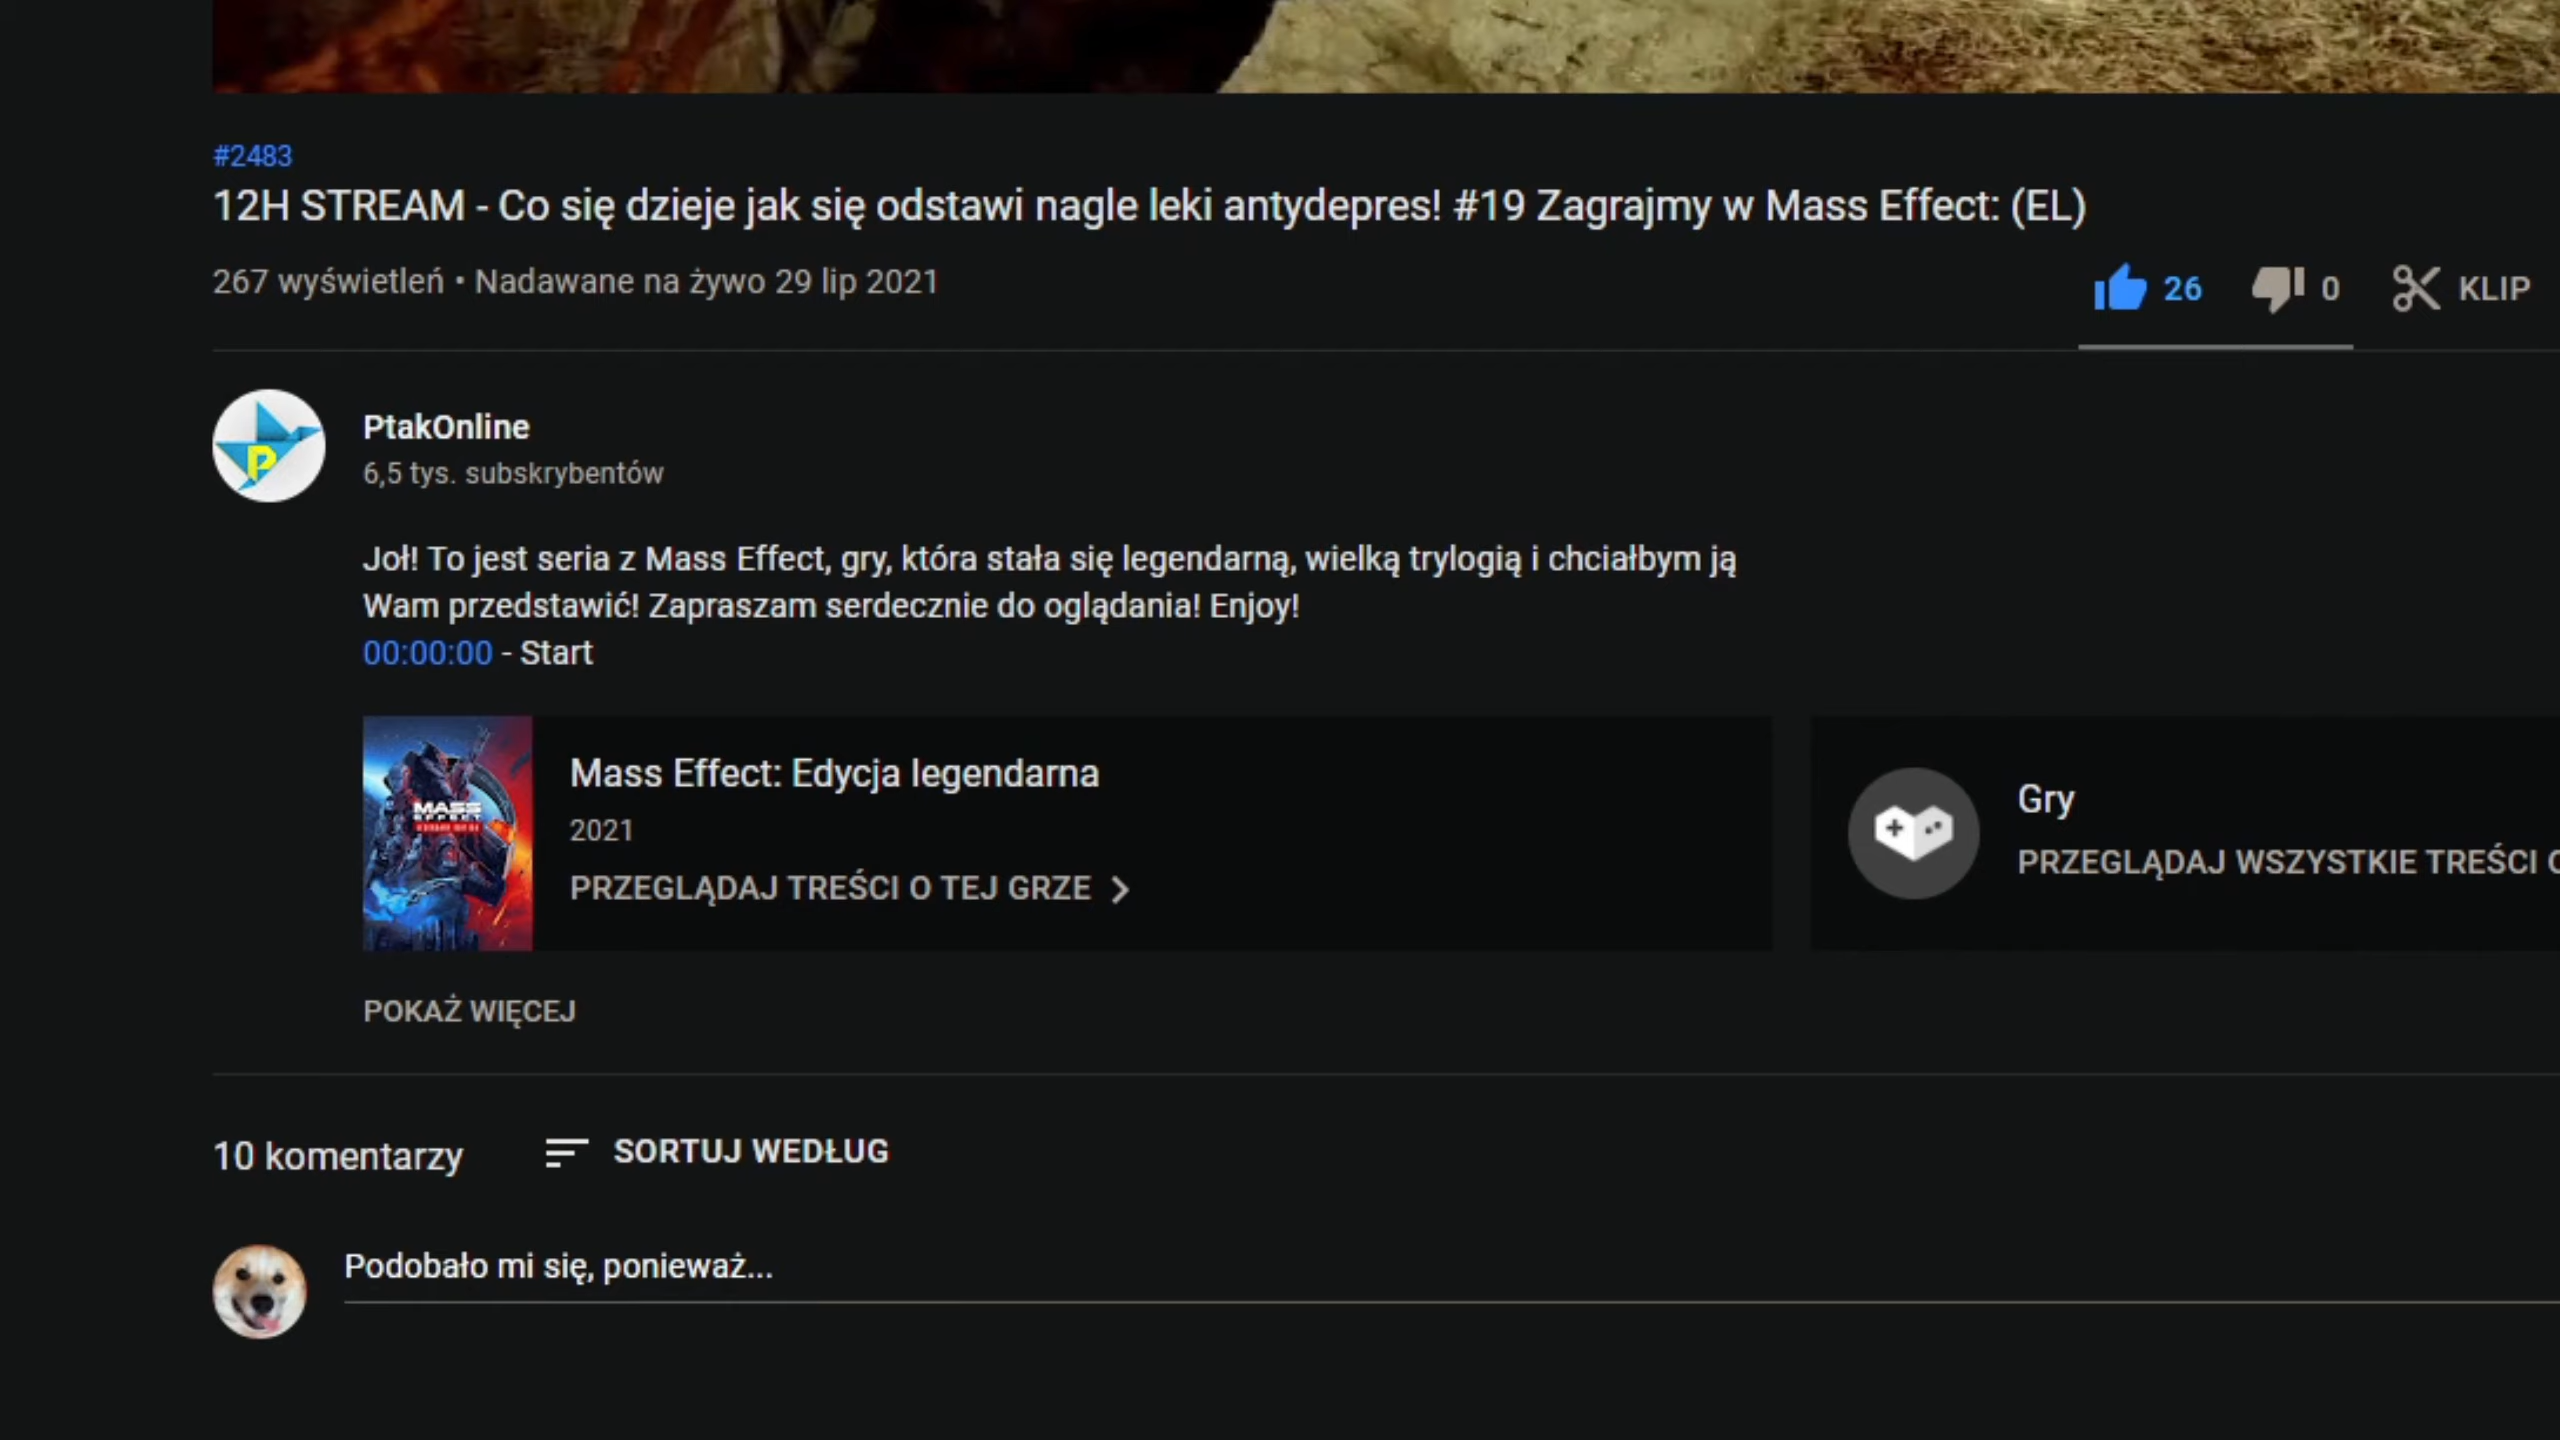 #2483
12H STREAM - Co się dzieje jak się odstawi nagle leki antydepres! #19 Zagrajmy w Mass Effect: (EL)
267 wyświetleń • Nadawane na żywo 29 lip 2021
26 0 KLIP
PtakOnline
6,5 tys. subskrybentów
Joł! To jest seria z Mass Effect, gry, która stała się legendarną, wielką trylogią i chciałbym ją
Wam przedstawić! Zapraszam serdecznie do oglądania! Enjoy!
00:00:00 - Start
MASS
EFFECT
Mass Effect: Edycja legendarna
2021
PRZEGLĄDAJ TREŚCI O TEJ GRZE
Gry
PRZEGLĄDAJ WSZYSTKIE TREŚCI
POKAŻ WIĘCEJ
10 komentarzy SORTUJ WEDŁUG
Podobało mi się, ponieważ...